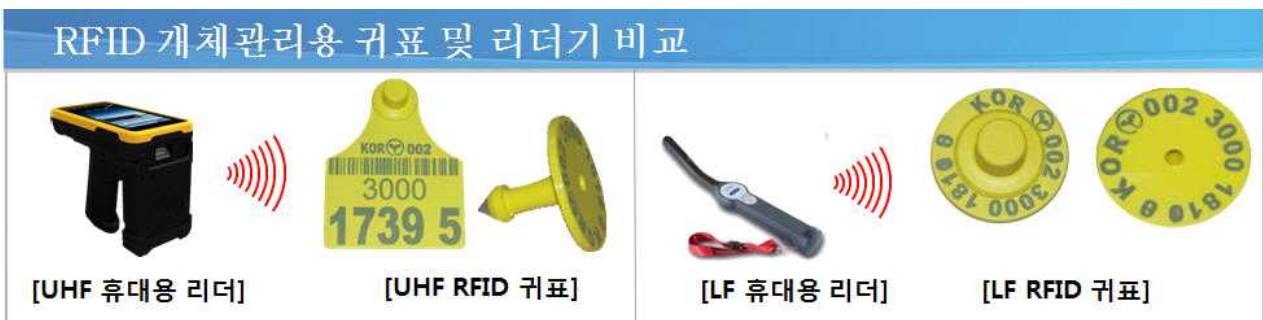 RFID 개체관리용 귀표 및 리더기 비교
KOR 002
3000
1739 5
KOR 002 3000 1818 8
KOR 002 3000 1818 8
[UHF 휴대용 리더]
[UHF RFID 귀표]
[LF 휴대용 리더]
[LF RFID 귀표]